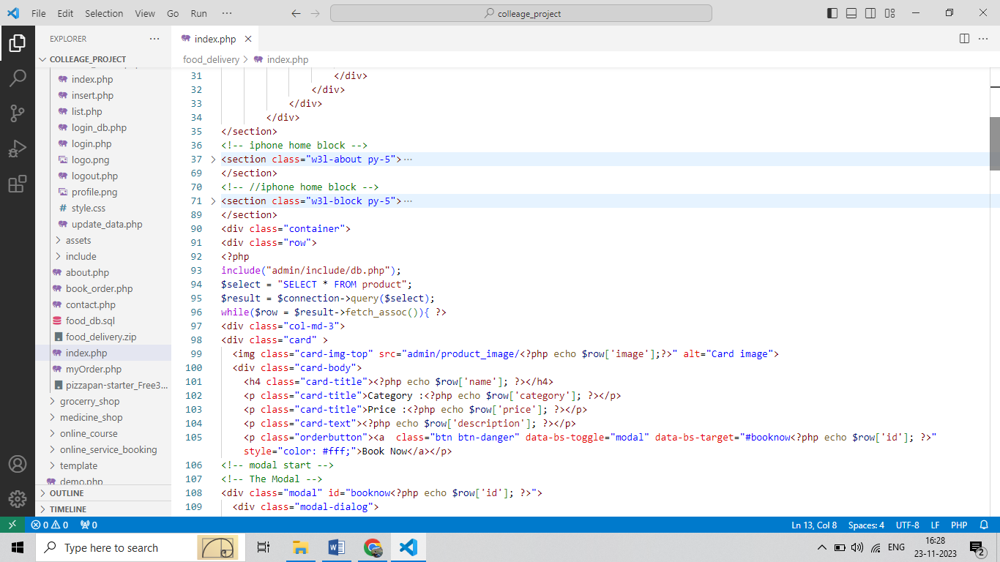 File Edit Selection View Go Run ··· colleage_project
EXPLORER ···
COLLEAGE_PROJECT
index.php
insert.php
list.php
login_db.php
login.php
logo.png
logout.php
profile.png
# style.css
update_data.php
assets
include
about.php
book_order.php
contact.php
food_db.sql
food_delivery.zip
index.php
myOrder.php
pizzapan-starter_Free3...
grocerry_shop
medicine_shop
online_course
online_service_booking
template
demo.php
OUTLINE
TIMELINE
index.php
food_delivery > index.php
31 </div>
32 </div>
33 </div>
34 </div>
35 </section>
36 <!-- iphone home block -->
37 <section class="w3l-about py-5">···
69 </section>
70 <!-- //iphone home block -->
71 <section class="w3l-block py-5">···
89 </section>
90 <div class="container">
91 <div class="row">
92 <?php
93 include("admin/include/db.php");
94 $select = "SELECT * FROM product";
95 $result = $connection->query($select);
96 while($row = $result->fetch_assoc()){ ?>
97 <div class="col-md-3">
98 <div class="card" >
99 <img class="card-img-top" src="admin/product_image/<?php echo $row['image'];?>" alt="Card image">
100 <div class="card-body">
101 <h4 class="card-title"><?php echo $row['name']; ?></h4>
102 <p class="card-title">Category :<?php echo $row['category']; ?></p>
103 <p class="card-title">Price :<?php echo $row['price']; ?></p>
104 <p class="card-text"><?php echo $row['description']; ?></p>
105 <p class="orderbutton"><a  class="btn btn-danger" data-bs-toggle="modal" data-bs-target="#booknow<?php echo $row['id']; ?>"
style="color: #fff;">Book Now</a></p>
106 <!-- modal start -->
107 <!-- The Modal -->
108 <div class="modal" id="booknow<?php echo $row['id']; ?>">
109 <div class="modal-dialog">
0 0 0 Ln 13, Col 8 Spaces: 4 UTF-8 LF PHP
Type here to search ENG 16:28
23-11-2023 2